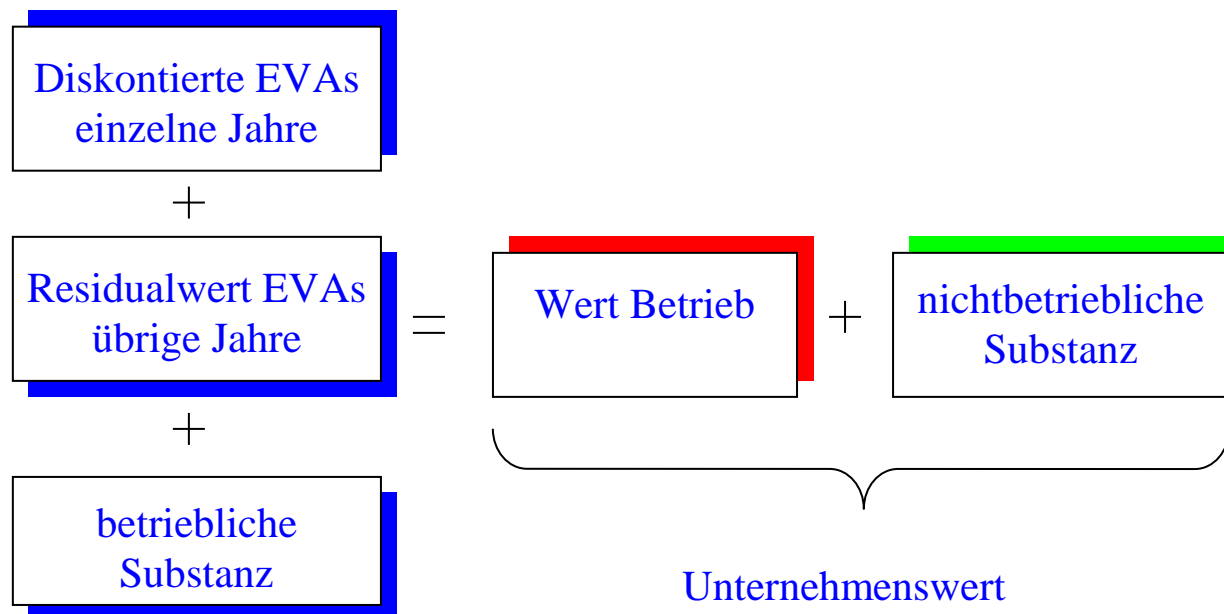 Diskontierte EVAs
einzelne Jahre
+
Residualwert EVAs
übrige Jahre
=
Wert Betrieb
+
nichtbetriebliche
Substanz
+
betriebliche
Substanz
Unternehmenswert